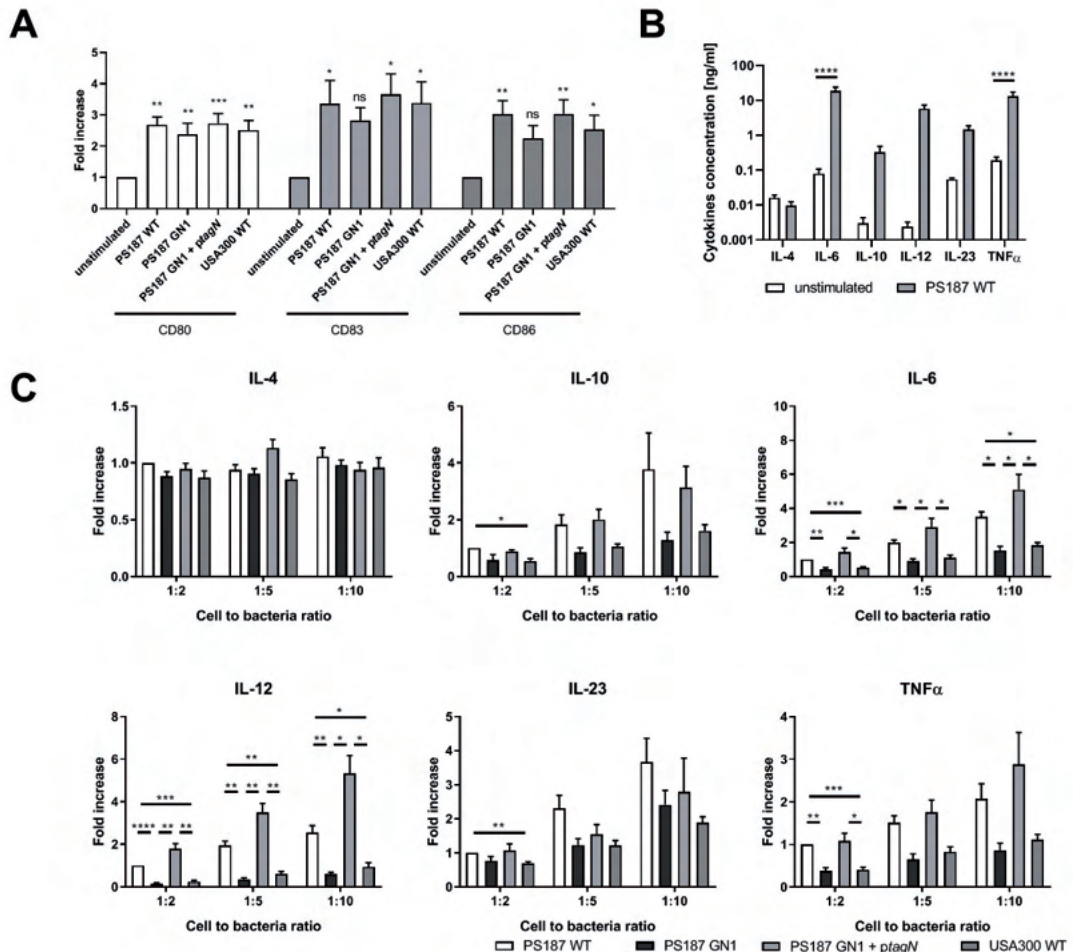 A
Fold increase
5
4
3
2
1
0
** ** *** ** * ns * * ** ns ** *
unstimulated
PS187 WT
PS187 GN1
PS187 GN1 + ptagN
USA300 WT
unstimulated
PS187 WT
PS187 GN1
PS187 GN1 + ptagN
USA300 WT
unstimulated
PS187 WT
PS187 GN1
PS187 GN1 + ptagN
USA300 WT
CD80
CD83
CD86
B
Cytokines concentration [ng/ml]
100
10
1
0.1
0.01
0.001
**** ****
IL-4 IL-6 IL-10 IL-12 IL-23 TNFα
unstimulated PS187 WT
C
IL-4
Fold increase
1.5
1.0
0.5
0.0
1:2 1:5 1:10
Cell to bacteria ratio
IL-10
Fold increase
6
4
2
0
*
1:2 1:5 1:10
Cell to bacteria ratio
IL-6
Fold increase
10
8
6
4
2
0
*
* * *
***
* * *
** *
1:2 1:5 1:10
Cell to bacteria ratio
IL-12
Fold increase
8
6
4
2
0
*
** * *
**
** ** **
***
**** ** **
1:2 1:5 1:10
Cell to bacteria ratio
IL-23
Fold increase
5
4
3
2
1
0
**
1:2 1:5 1:10
Cell to bacteria ratio
TNFα
Fold increase
4
3
2
1
0
***
** *
1:2 1:5 1:10
Cell to bacteria ratio
PS187 WT PS187 GN1 PS187 GN1 + ptagN USA300 WT